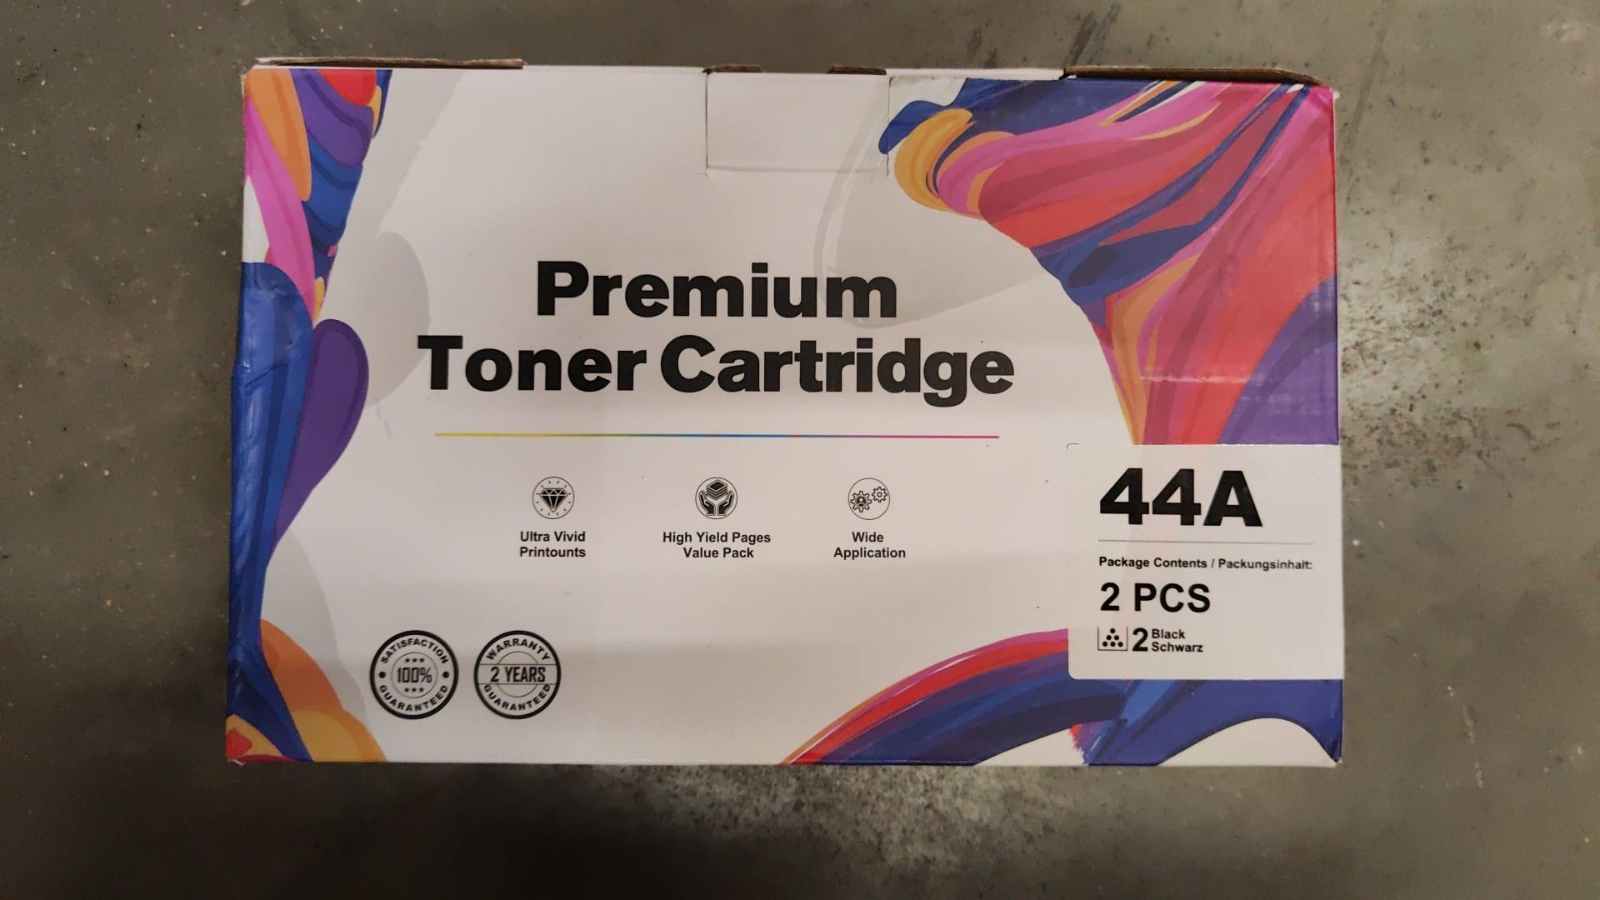 Premium
Toner Cartridge
Ultra Vivid
Printounts
High Yield Pages
Value Pack
Wide
Application
SATISFACTION
100%
GUARANTEED
WARRANTY
2 YEARS
GUARANTEED
44A
Package Contents / Packungsinhalt:
2 PCS
2 Black
Schwarz